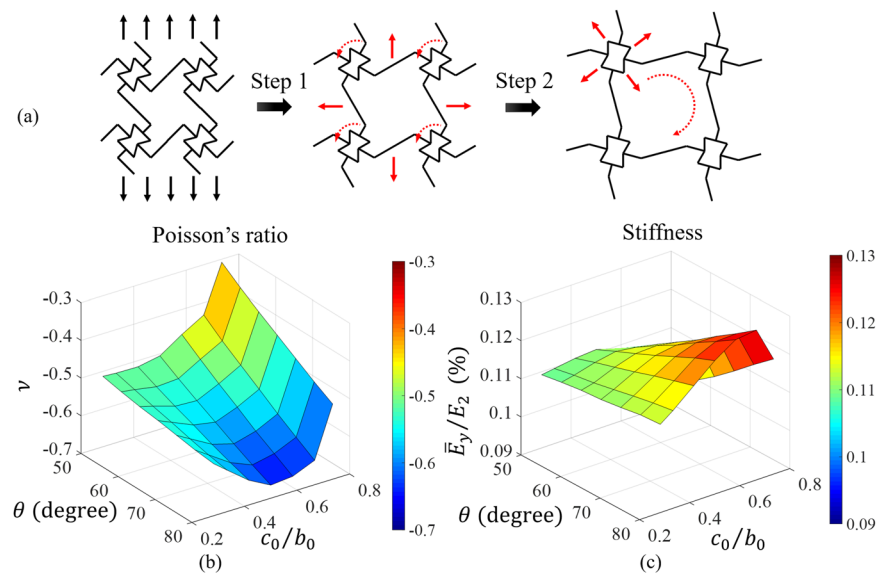 Step 1
Step 2
(a)
Poisson's ratio
Stiffness
-0.3
-0.4
-0.5
-0.6
-0.7
ν
50
60
70
80
θ (degree)
0.2
0.4
0.6
0.8
c₀/b₀
-0.3
-0.4
-0.5
-0.6
-0.7
(b)
0.13
0.12
0.11
0.1
0.09
Ē_y/E₂ (%)
50
60
70
80
θ (degree)
0.2
0.4
0.6
0.8
c₀/b₀
0.13
0.12
0.11
0.1
0.09
(c)